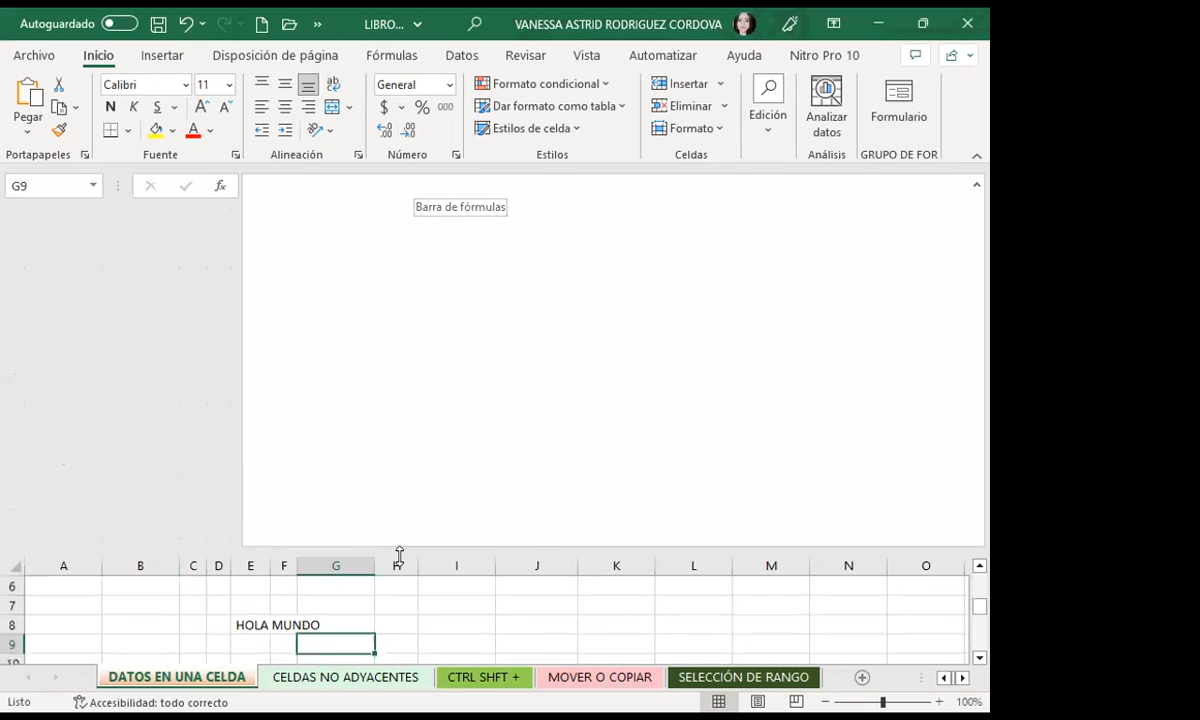 Autoguardado LIBRO... VANESSA ASTRID RODRIGUEZ CORDOVA
Archivo Inicio Insertar Disposición de página Fórmulas Datos Revisar Vista Automatizar Ayuda Nitro Pro 10
Calibri 11 General Formato condicional Insertar
Pegar N K S $ % 000 Dar formato como tabla Eliminar Edición Analizar datos Formulario
Estilos de celda Formato
Portapapeles Fuente Alineación Número Estilos Celdas Análisis GRUPO DE FOR
G9 fx
Barra de fórmulas
A B C D E F G H I J K L M N O
6
7
8 HOLA MUNDO
9
10
DATOS EN UNA CELDA CELDAS NO ADYACENTES CTRL SHFT + MOVER O COPIAR SELECCIÓN DE RANGO
Listo Accesibilidad: todo correcto 100%